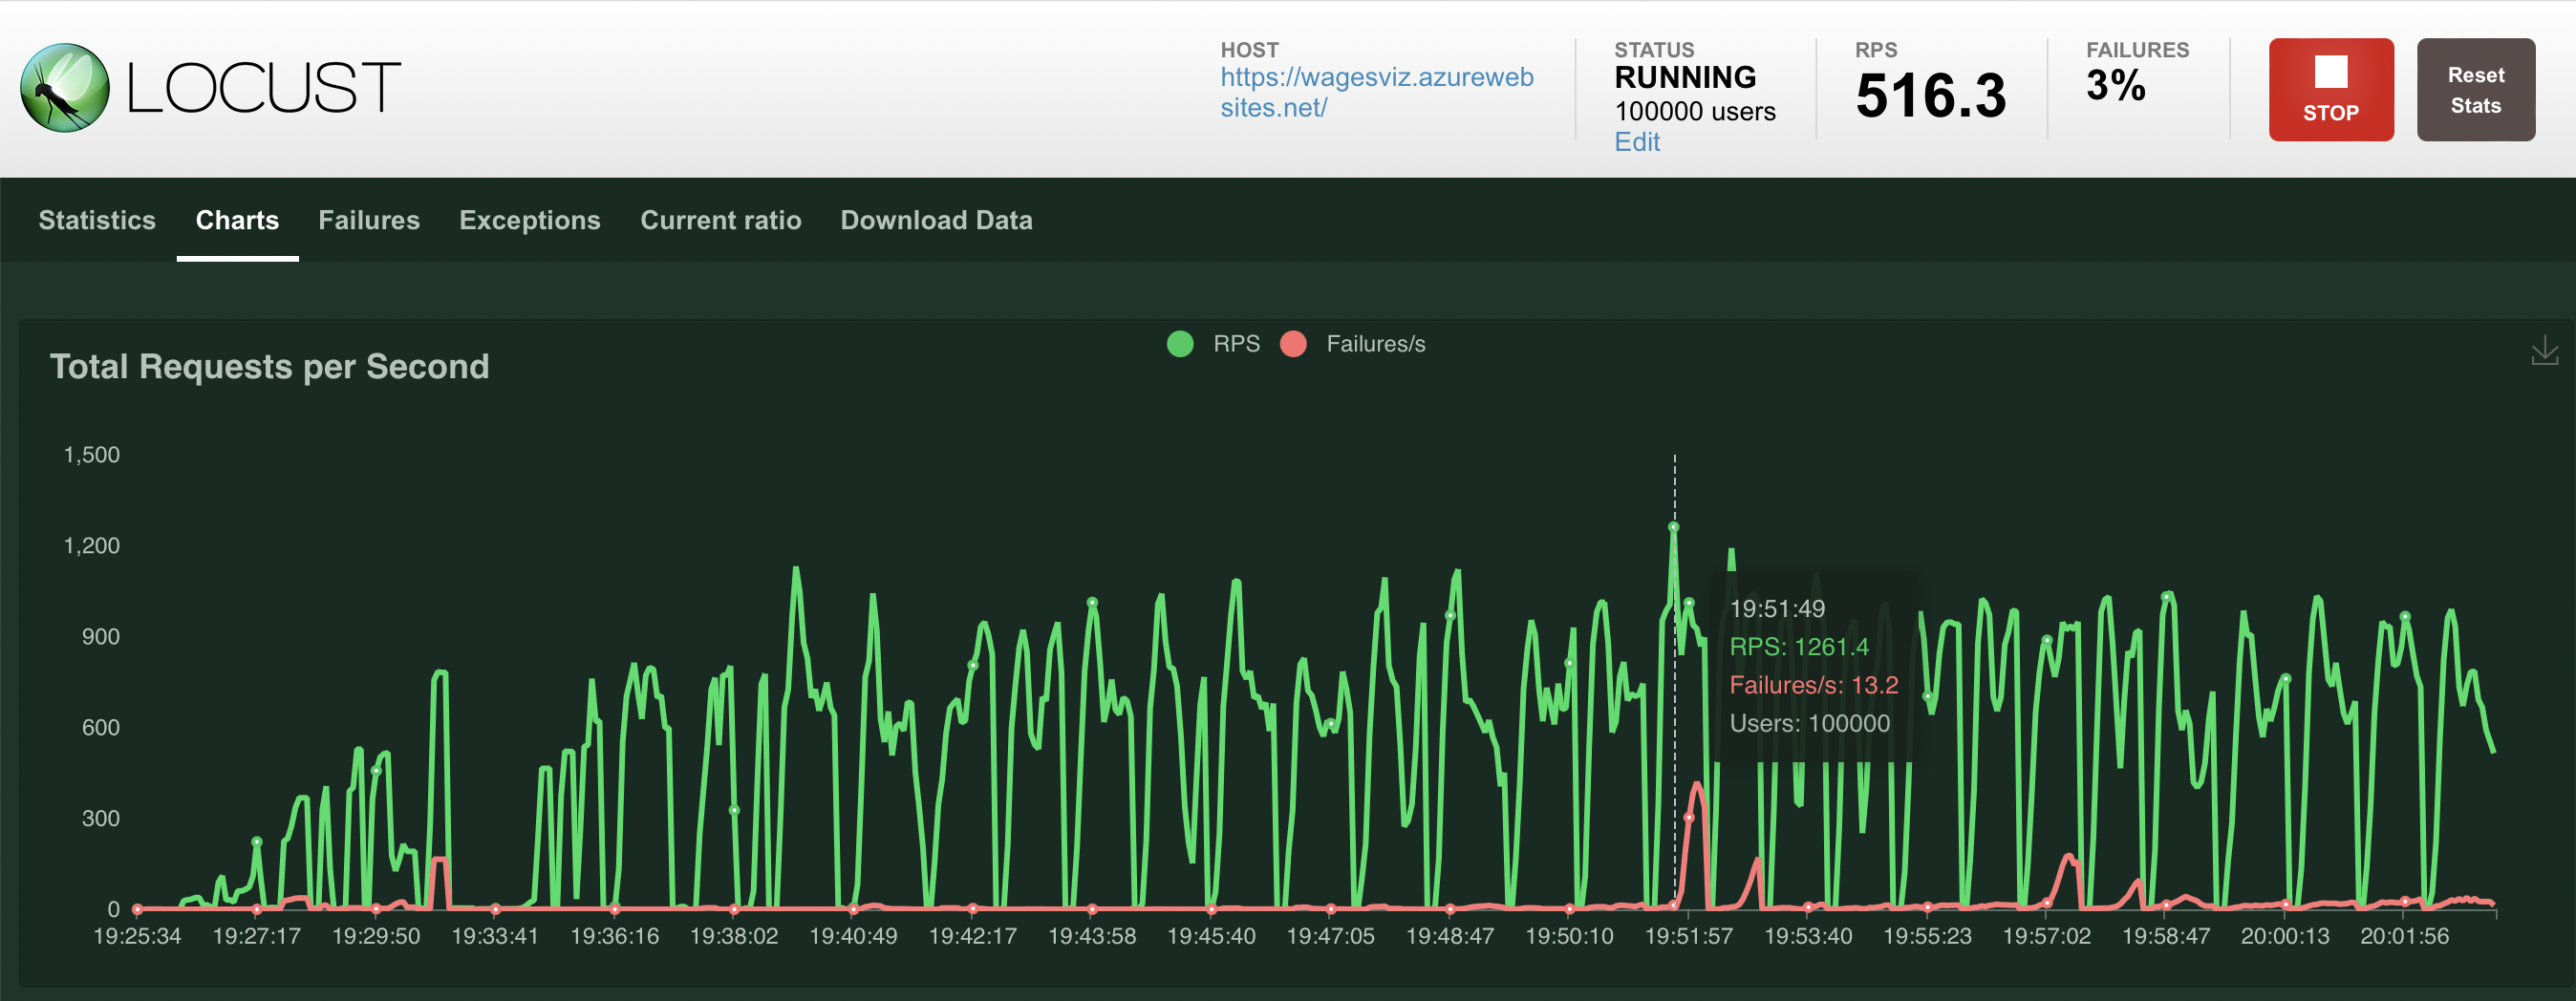 LOCUST
HOST
https://wagesviz.azureweb
sites.net/
STATUS
RUNNING
100000 users
Edit
RPS
516.3
FAILURES
3%
STOP
Reset
Stats
Statistics
Charts
Failures
Exceptions
Current ratio
Download Data
RPS
Failures/s
Total Requests per Second
1,500
1,200
900
600
300
0
19:51:49
RPS: 1261.4
Failures/s: 13.2
Users: 100000
19:25:34
19:27:17
19:29:50
19:33:41
19:36:16
19:38:02
19:40:49
19:42:17
19:43:58
19:45:40
19:47:05
19:48:47
19:50:10
19:51:57
19:53:40
19:55:23
19:57:02
19:58:47
20:00:13
20:01:56